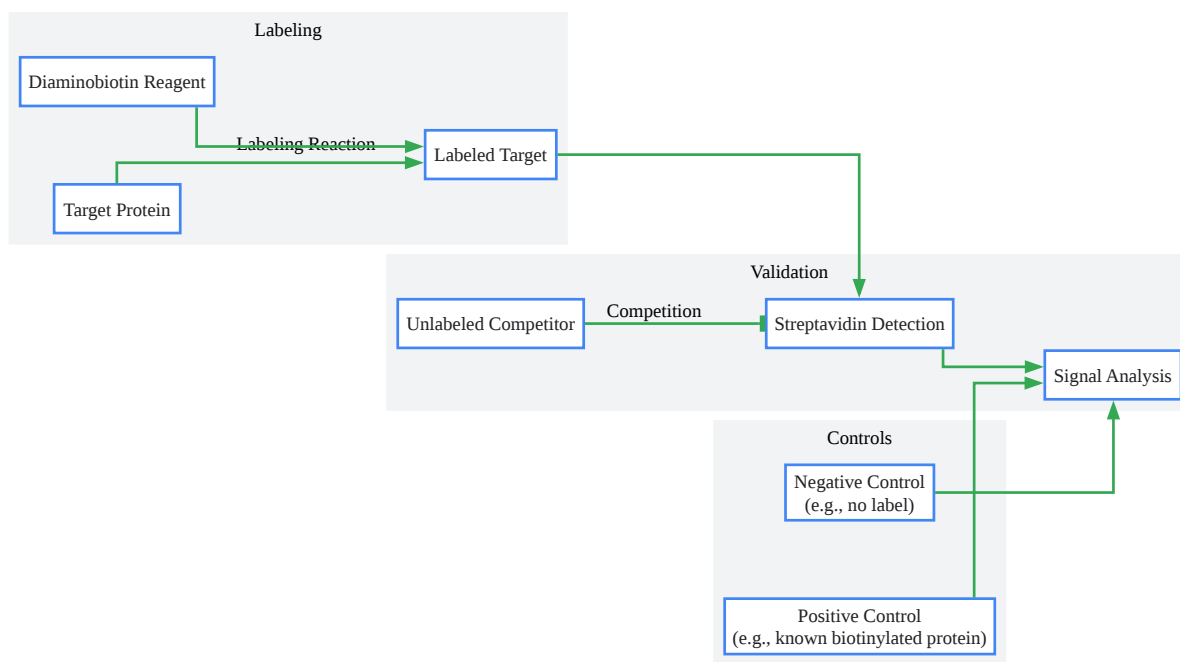 Labeling
Diaminobiotin Reagent
Labeling Reaction
Labeled Target
Target Protein
Validation
Unlabeled Competitor
Competition
Streptavidin Detection
Signal Analysis
Controls
Negative Control
(e.g., no label)
Positive Control
(e.g., known biotinylated protein)